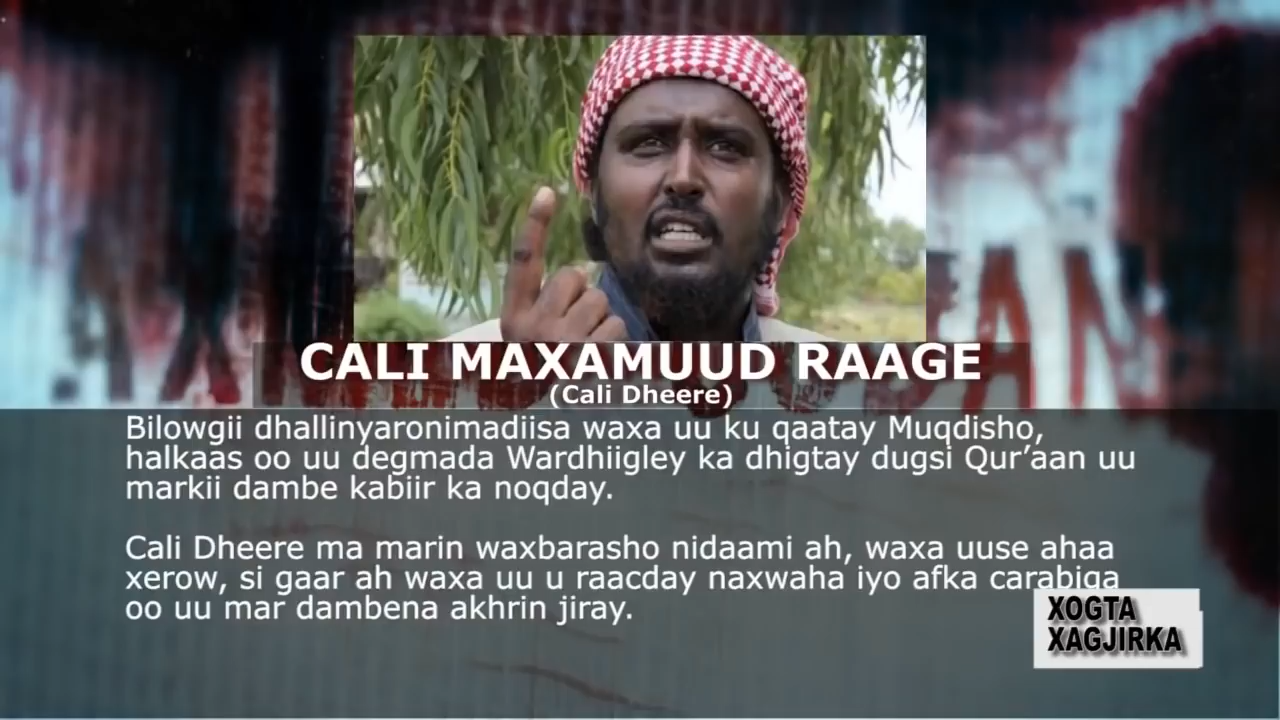 CALI MAXAMUUD RAAGE
(Cali Dheere)
Bilowgii dhallinyaronimadiisa waxa uu ku qaatay Muqdisho,
halkaas oo uu degmada Wardhiigley ka dhigtay dugsi Qur’aan uu
markii dambe kabiir ka noqday.
Cali Dheere ma marin waxbarasho nidaami ah, waxa uuse ahaa
xerow, si gaar ah waxa uu u raacday naxwaha iyo afka carabiga
oo uu mar dambena akhrin jiray.
XOGTA
XAGJIRKA